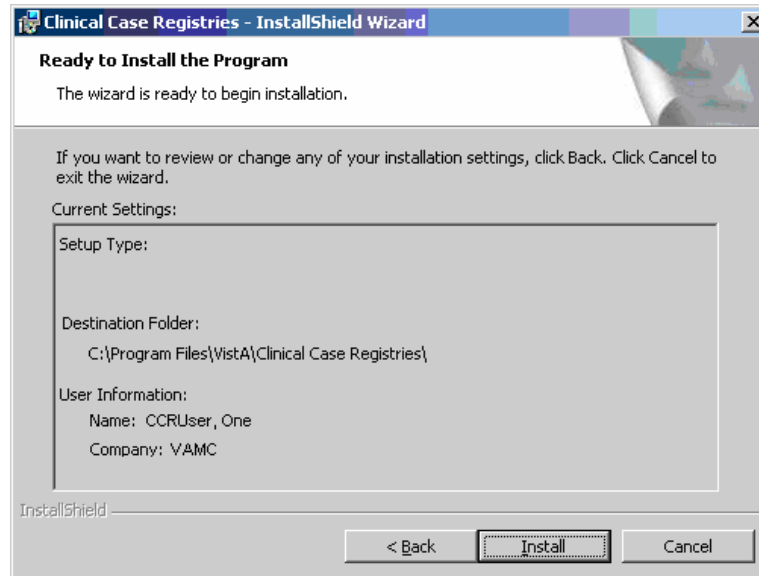 Clinical Case Registries - InstallShield Wizard
Ready to Install the Program
The wizard is ready to begin installation.
If you want to review or change any of your installation settings, click Back. Click Cancel to
exit the wizard.
Current Settings:
Setup Type:
Destination Folder:
C:\Program Files\VistA\Clinical Case Registries\
User Information:
Name: CCRUser, One
Company: VAMC
InstallShield
< Back
Install
Cancel